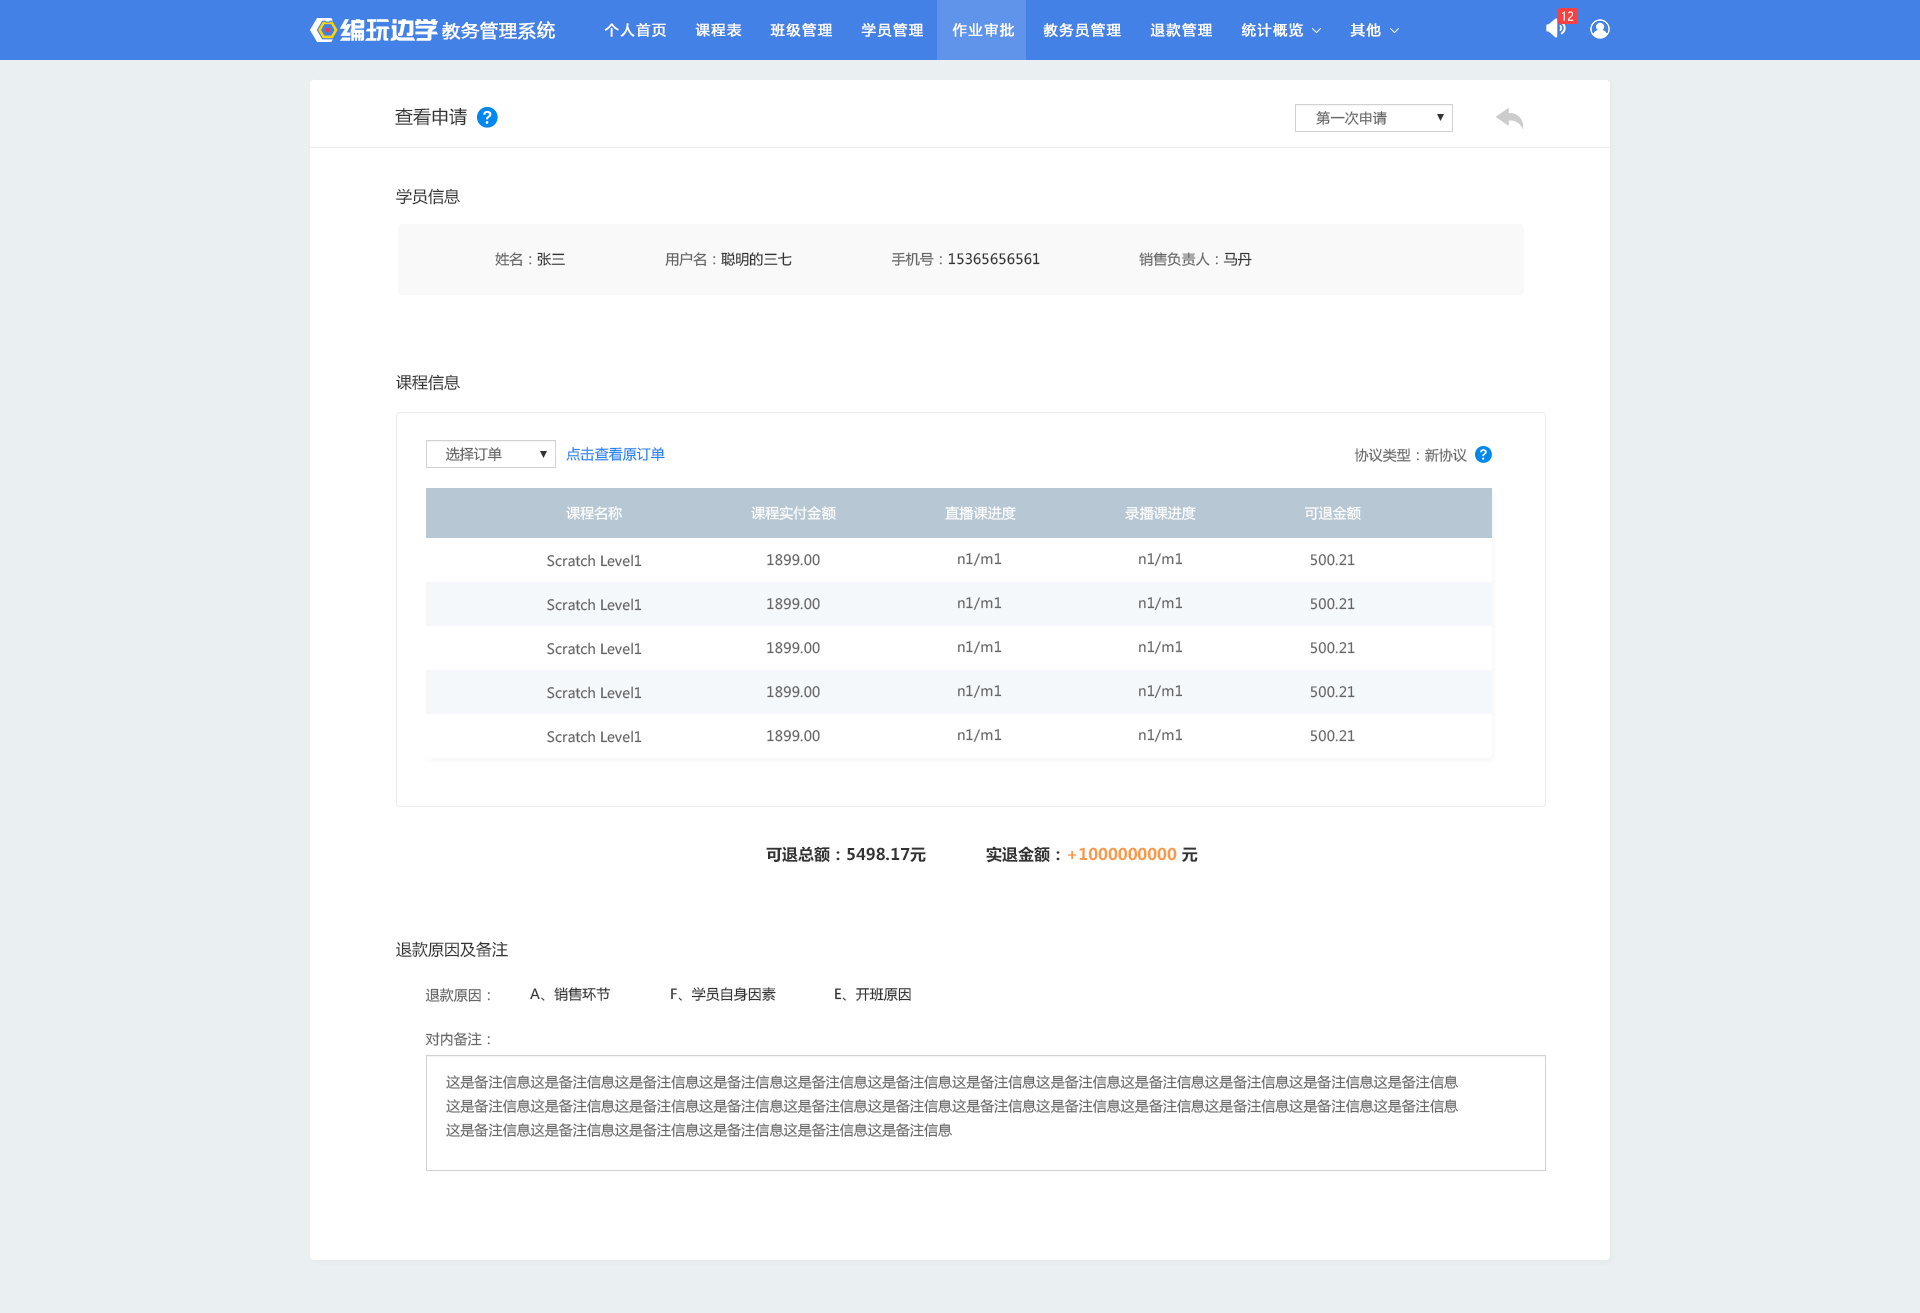 编玩边学 教务管理系统 个人首页 课程表 班级管理 学员管理 作业审批 教务员管理 退款管理 统计概览 其他 12
查看申请 ? 第一次申请 ▼
学员信息
姓名：张三 用户名：聪明的三七 手机号：15365656561 销售负责人：马丹
课程信息
选择订单 ▼ 点击查看原订单 协议类型：新协议 ?
课程名称 课程实付金额 直播课进度 录播课进度 可退金额
Scratch Level1 1899.00 n1/m1 n1/m1 500.21
Scratch Level1 1899.00 n1/m1 n1/m1 500.21
Scratch Level1 1899.00 n1/m1 n1/m1 500.21
Scratch Level1 1899.00 n1/m1 n1/m1 500.21
Scratch Level1 1899.00 n1/m1 n1/m1 500.21
可退总额：5498.17元 实退金额：+1000000000 元
退款原因及备注
退款原因： A、销售环节 F、学员自身因素 E、开班原因
对内备注：
这是备注信息这是备注信息这是备注信息这是备注信息这是备注信息这是备注信息这是备注信息这是备注信息这是备注信息这是备注信息这是备注信息这是备注信息
这是备注信息这是备注信息这是备注信息这是备注信息这是备注信息这是备注信息这是备注信息这是备注信息这是备注信息这是备注信息这是备注信息这是备注信息
这是备注信息这是备注信息这是备注信息这是备注信息这是备注信息这是备注信息